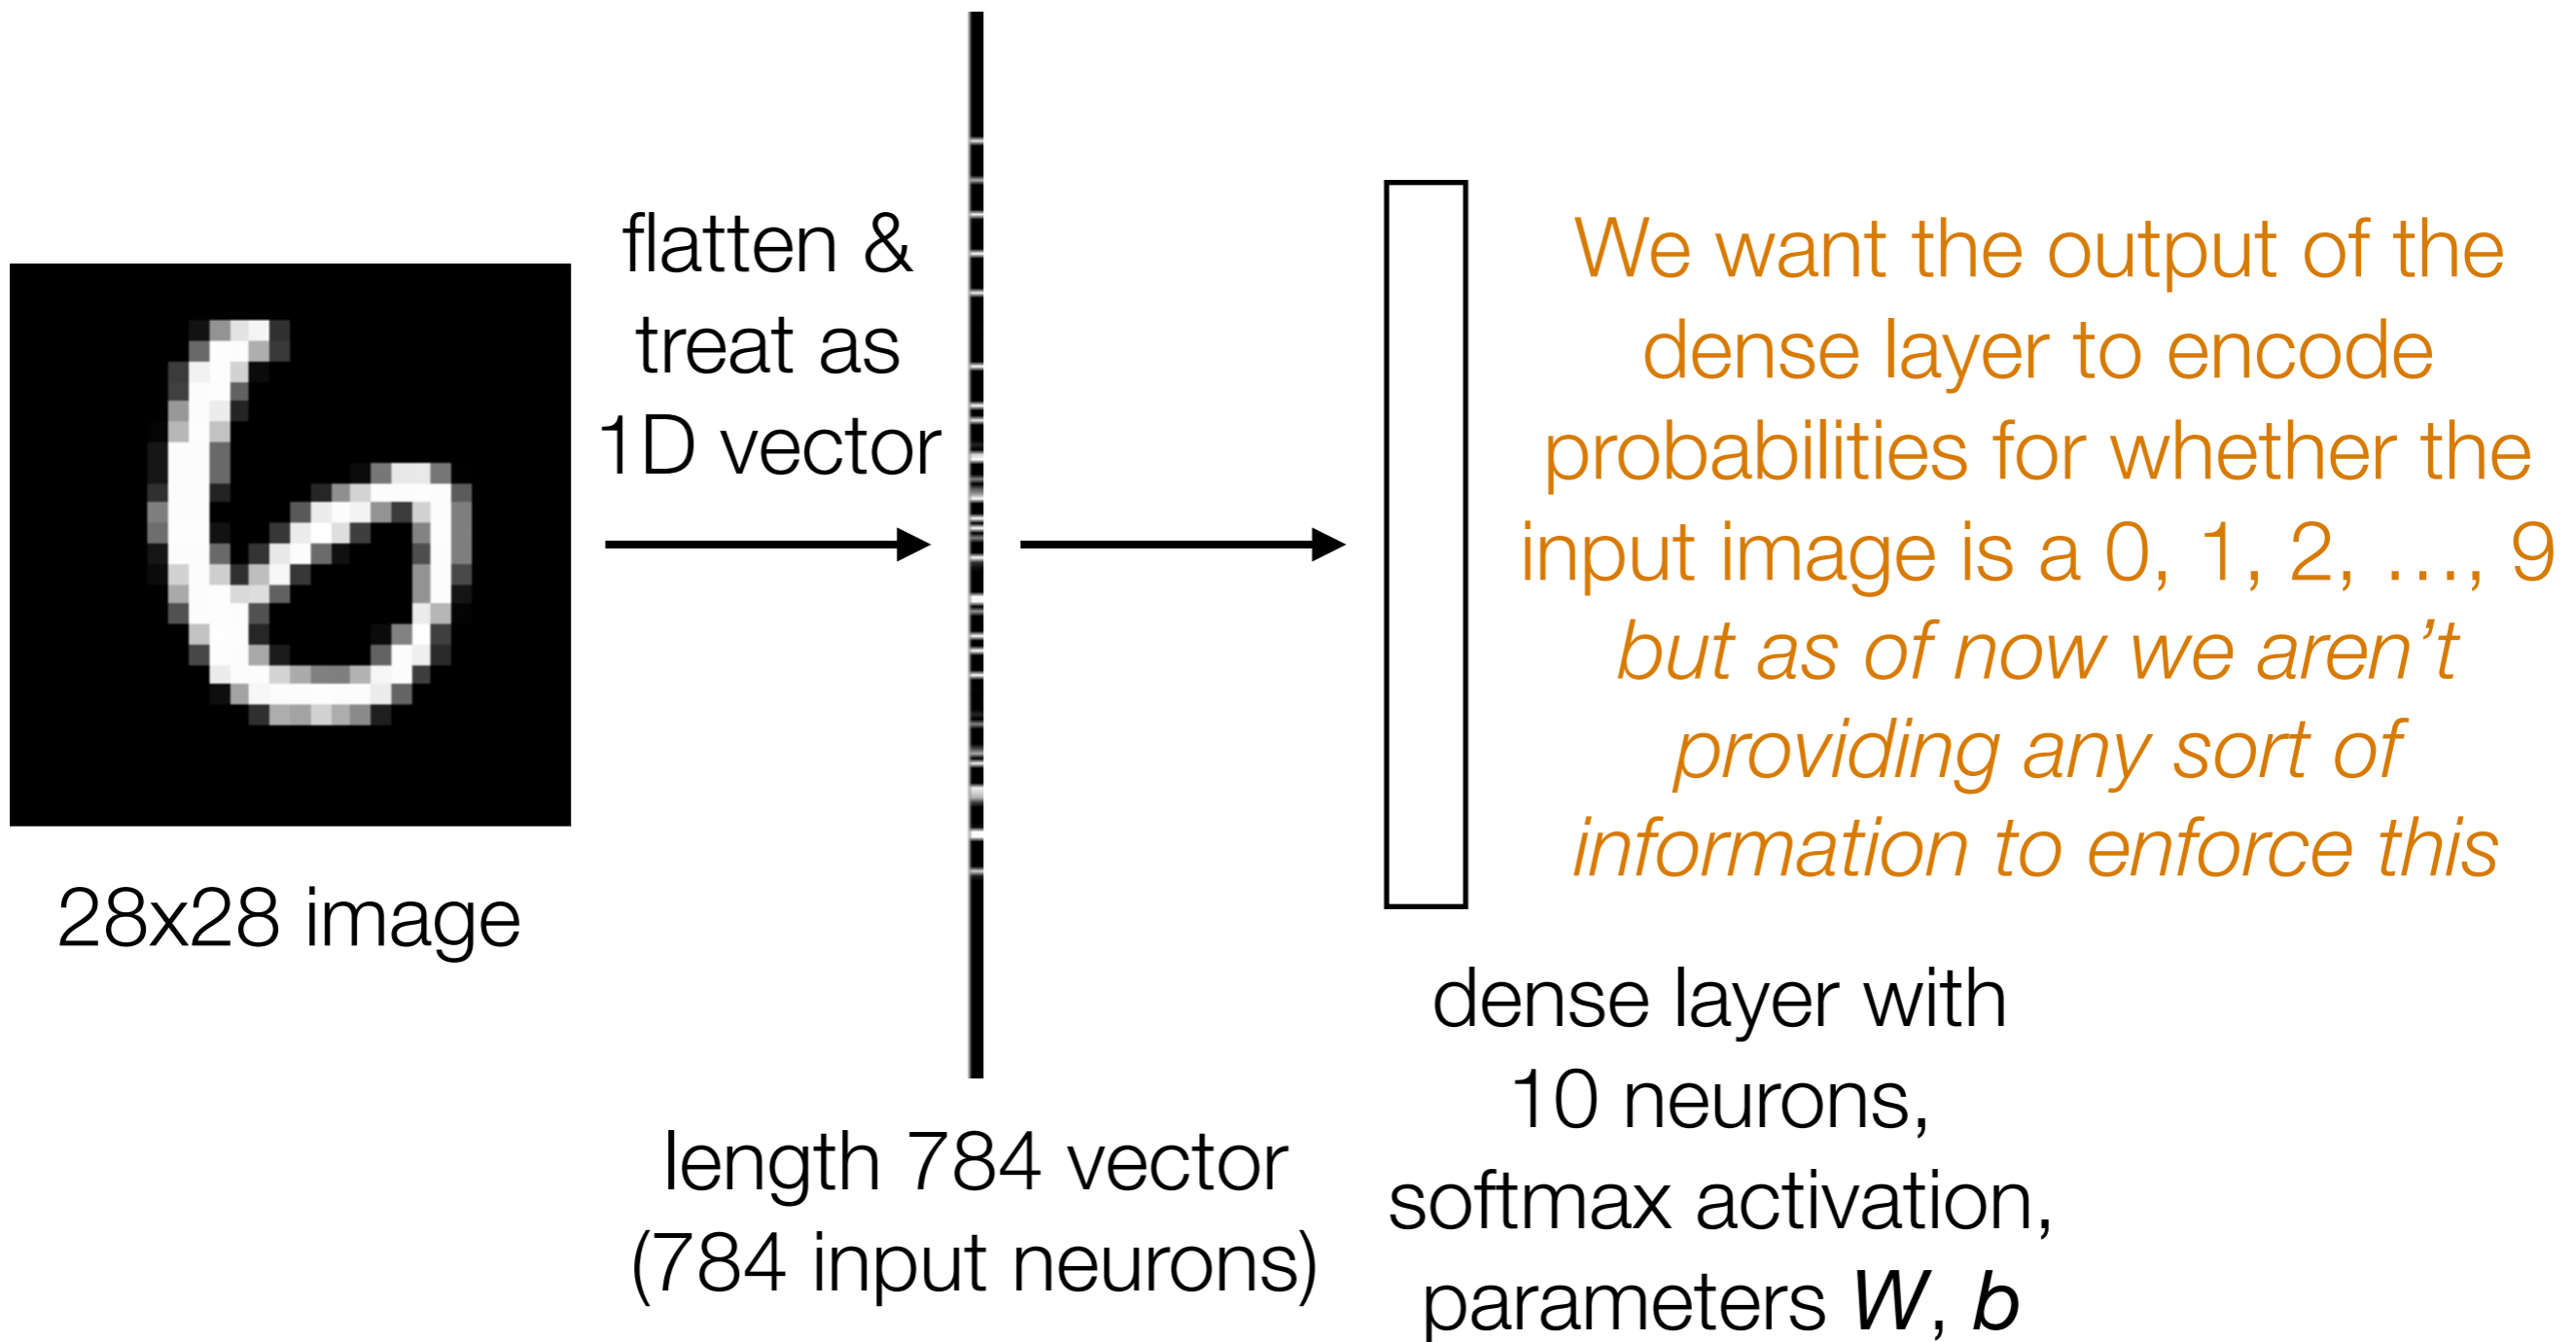 flatten &
treat as
1D vector
28x28 image
length 784 vector
(784 input neurons)
We want the output of the
dense layer to encode
probabilities for whether the
input image is a 0, 1, 2, …, 9
but as of now we aren’t
providing any sort of
information to enforce this
dense layer with
10 neurons,
softmax activation,
parameters W, b